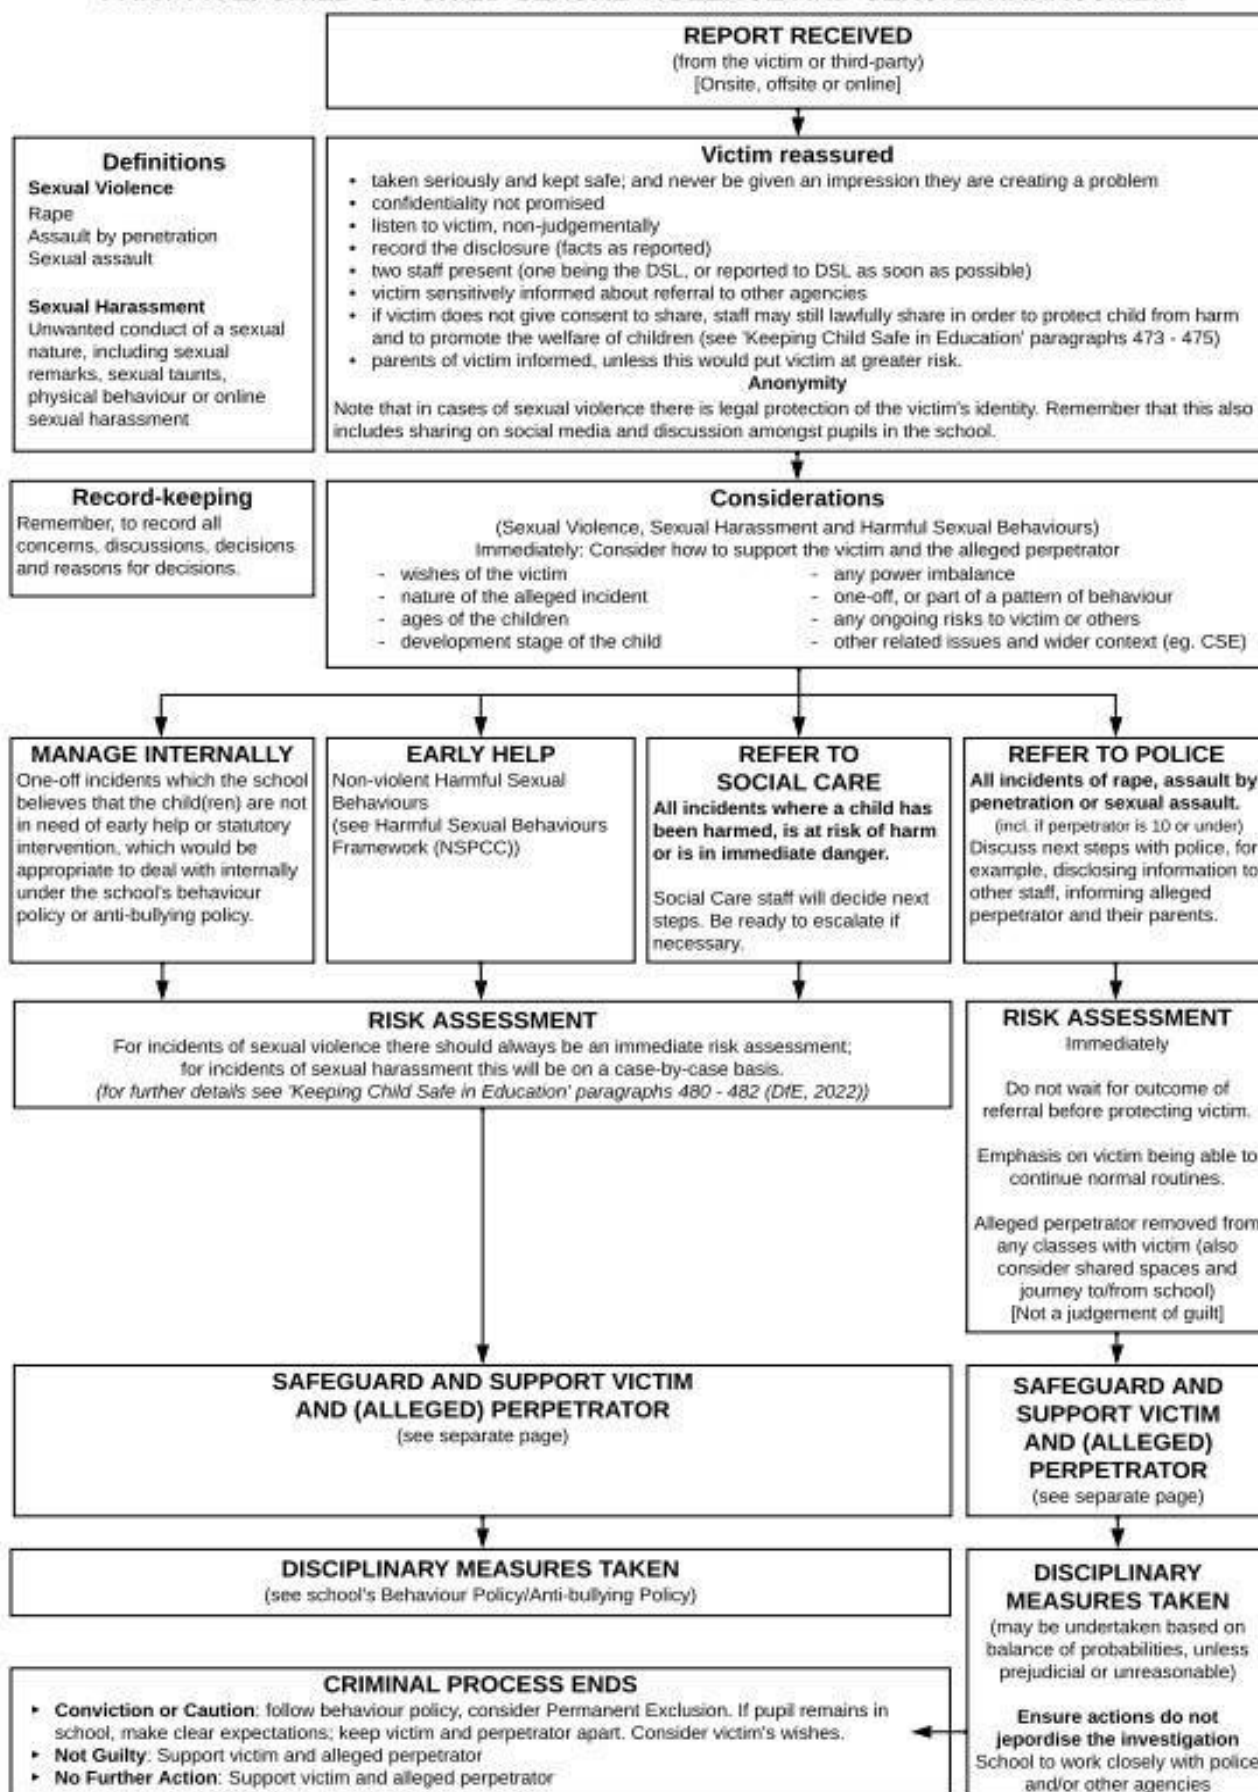 REPORT RECEIVED
(from the victim or third-party)
[Onsite, offsite or online]
Definitions
Sexual Violence
Rape
Assault by penetration
Sexual assault
Sexual Harassment
Unwanted conduct of a sexual
nature, including sexual
remarks, sexual taunts,
physical behaviour or online
sexual harassment
Victim reassured
• taken seriously and kept safe; and never be given an impression they are creating a problem
• confidentiality not promised
• listen to victim, non-judgementally
• record the disclosure (facts as reported)
• two staff present (one being the DSL, or reported to DSL as soon as possible)
• victim sensitively informed about referral to other agencies
• if victim does not give consent to share, staff may still lawfully share in order to protect child from harm
and to promote the welfare of children (see 'Keeping Child Safe in Education' paragraphs 473 - 475)
• parents of victim informed, unless this would put victim at greater risk.
Anonymity
Note that in cases of sexual violence there is legal protection of the victim's identity. Remember that this also
includes sharing on social media and discussion amongst pupils in the school.
Record-keeping
Remember, to record all
concerns, discussions, decisions
and reasons for decisions.
Considerations
(Sexual Violence, Sexual Harassment and Harmful Sexual Behaviours)
Immediately: Consider how to support the victim and the alleged perpetrator
- wishes of the victim
- nature of the alleged incident
- ages of the children
- development stage of the child
- any power imbalance
- one-off, or part of a pattern of behaviour
- any ongoing risks to victim or others
- other related issues and wider context (eg. CSE)
MANAGE INTERNALLY
One-off incidents which the school
believes that the child(ren) are not
in need of early help or statutory
intervention, which would be
appropriate to deal with internally
under the school's behaviour
policy or anti-bullying policy.
EARLY HELP
Non-violent Harmful Sexual
Behaviours
(see Harmful Sexual Behaviours
Framework (NSPCC))
REFER TO
SOCIAL CARE
All incidents where a child has
been harmed, is at risk of harm
or is in immediate danger.
Social Care staff will decide next
steps. Be ready to escalate if
necessary.
REFER TO POLICE
All incidents of rape, assault by
penetration or sexual assault.
(incl. if perpetrator is 10 or under)
Discuss next steps with police, for
example, disclosing information to
other staff, informing alleged
perpetrator and their parents.
RISK ASSESSMENT
For incidents of sexual violence there should always be an immediate risk assessment;
for incidents of sexual harassment this will be on a case-by-case basis.
(for further details see 'Keeping Child Safe in Education' paragraphs 480 - 482 (DfE, 2022))
RISK ASSESSMENT
Immediately
Do not wait for outcome of
referral before protecting victim.
Emphasis on victim being able to
continue normal routines.
Alleged perpetrator removed from
any classes with victim (also
consider shared spaces and
journey to/from school)
[Not a judgement of guilt]
SAFEGUARD AND SUPPORT VICTIM
AND (ALLEGED) PERPETRATOR
(see separate page)
SAFEGUARD AND
SUPPORT VICTIM
AND (ALLEGED)
PERPETRATOR
(see separate page)
DISCIPLINARY MEASURES TAKEN
(see school's Behaviour Policy/Anti-bullying Policy)
DISCIPLINARY
MEASURES TAKEN
(may be undertaken based on
balance of probabilities, unless
prejudicial or unreasonable)
Ensure actions do not
jepordise the investigation
School to work closely with police
and/or other agencies
CRIMINAL PROCESS ENDS
‣ Conviction or Caution: follow behaviour policy, consider Permanent Exclusion. If pupil remains in
school, make clear expectations; keep victim and perpetrator apart. Consider victim's wishes.
‣ Not Guilty: Support victim and alleged perpetrator
‣ No Further Action: Support victim and alleged perpetrator